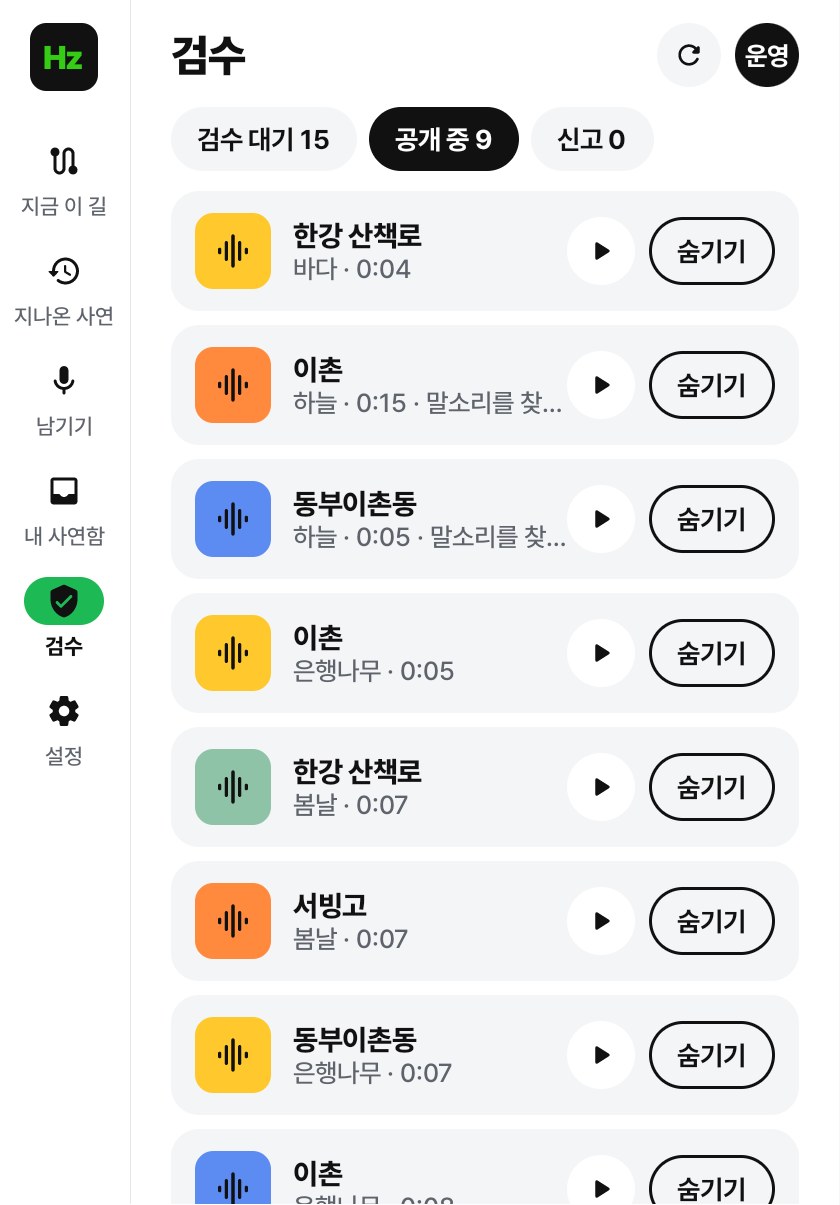 Hz
지금 이 길
지나온 사연
남기기
내 사연함
검수
설정
검수
운영
검수 대기 15
공개 중 9
신고 0
한강 산책로
바다 · 0:04
숨기기
이촌
하늘 · 0:15 · 말소리를 찾...
숨기기
동부이촌동
하늘 · 0:05 · 말소리를 찾...
숨기기
이촌
은행나무 · 0:05
숨기기
한강 산책로
봄날 · 0:07
숨기기
서빙고
봄날 · 0:07
숨기기
동부이촌동
은행나무 · 0:07
숨기기
이촌
은행나무 · 0:08
숨기기